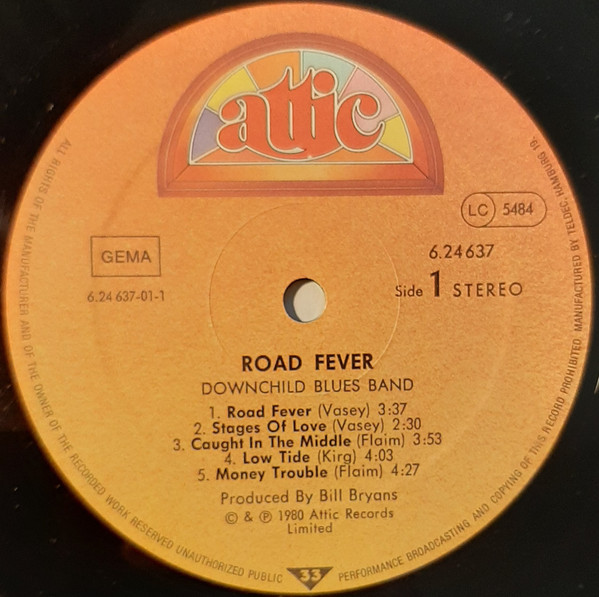 attic
LC 5484
GEMA
6.24637
6.24 637-01-1
Side 1 STEREO
ROAD FEVER
DOWNCHILD BLUES BAND
1. Road Fever (Vasey) 3:37
2. Stages Of Love (Vasey) 2:30
3. Caught In The Middle (Flaim) 3:53
4. Low Tide (Kirg) 4:03
5. Money Trouble (Flaim) 4:27
Produced By Bill Bryans
© & ℗ 1980 Attic Records
Limited
ALL RIGHTS OF THE MANUFACTURER AND OF THE OWNER OF THE RECORDED WORK RESERVED UNAUTHORIZED PUBLIC 33 PERFORMANCE BROADCASTING AND COPYING OF THIS RECORD PROHIBITED. MANUFACTURED BY TELDEC, HAMBURG 19.